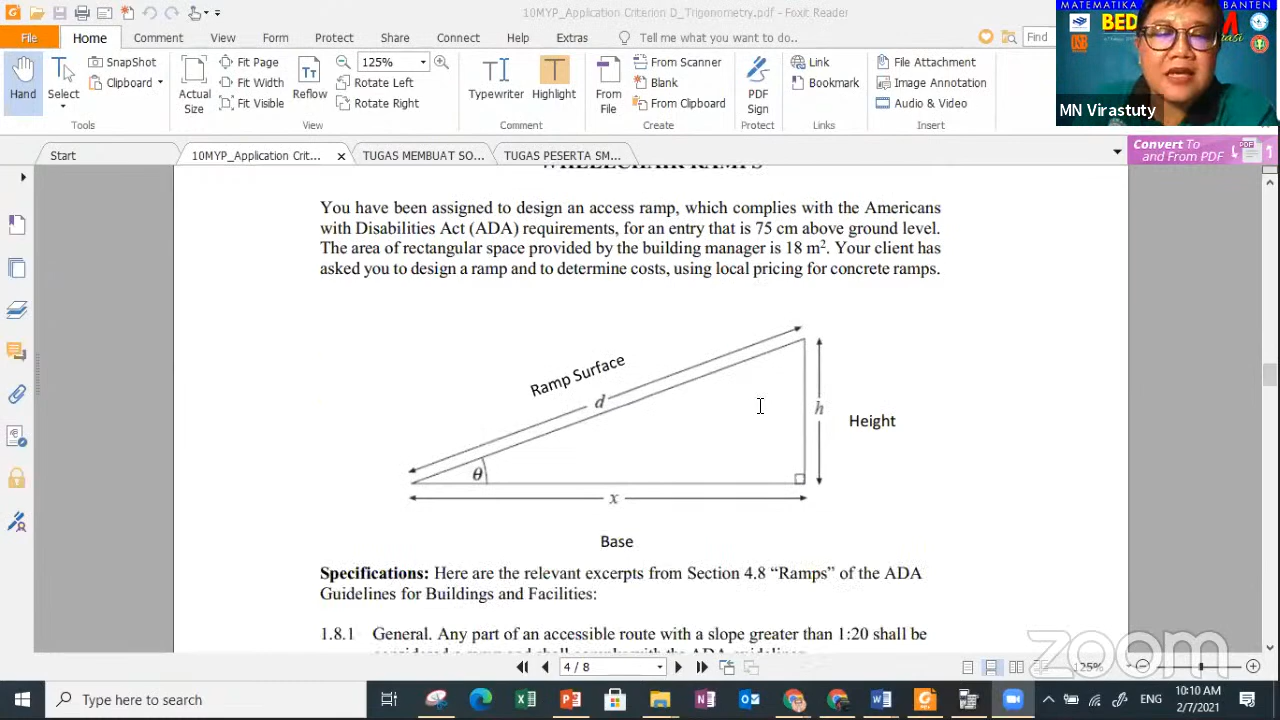 10MYP_Application Criterion D_Trigonometry.pdf - Foxit Reader
MATEMATIKA
BANTEN
BED
MN Virastuty
File Home Comment View Form Protect Share Connect Help Extras Tell me what you want to do... Find
Hand
Select
SnapShot
Clipboard
Tools
Actual Size
Fit Page
Fit Width
Fit Visible
Reflow
125%
Rotate Left
Rotate Right
View
Typewriter
Highlight
Comment
From File
From Scanner
Blank
From Clipboard
Create
PDF Sign
Protect
Link
Bookmark
Links
File Attachment
Image Annotation
Audio & Video
Insert
Start
10MYP_Application Crit...
TUGAS MEMBUAT SO...
TUGAS PESERTA SM...
Convert To
and From PDF
PDF
WHEELCHAIR RAMPS
You have been assigned to design an access ramp, which complies with the Americans
with Disabilities Act (ADA) requirements, for an entry that is 75 cm above ground level.
The area of rectangular space provided by the building manager is 18 m². Your client has
asked you to design a ramp and to determine costs, using local pricing for concrete ramps.
Ramp Surface
d
h
Height
θ
x
Base
Specifications: Here are the relevant excerpts from Section 4.8 “Ramps” of the ADA
Guidelines for Buildings and Facilities:
1.8.1 General. Any part of an accessible route with a slope greater than 1:20 shall be
zoom
4 / 8
125%
Type here to search
ENG
10:10 AM
2/7/2021